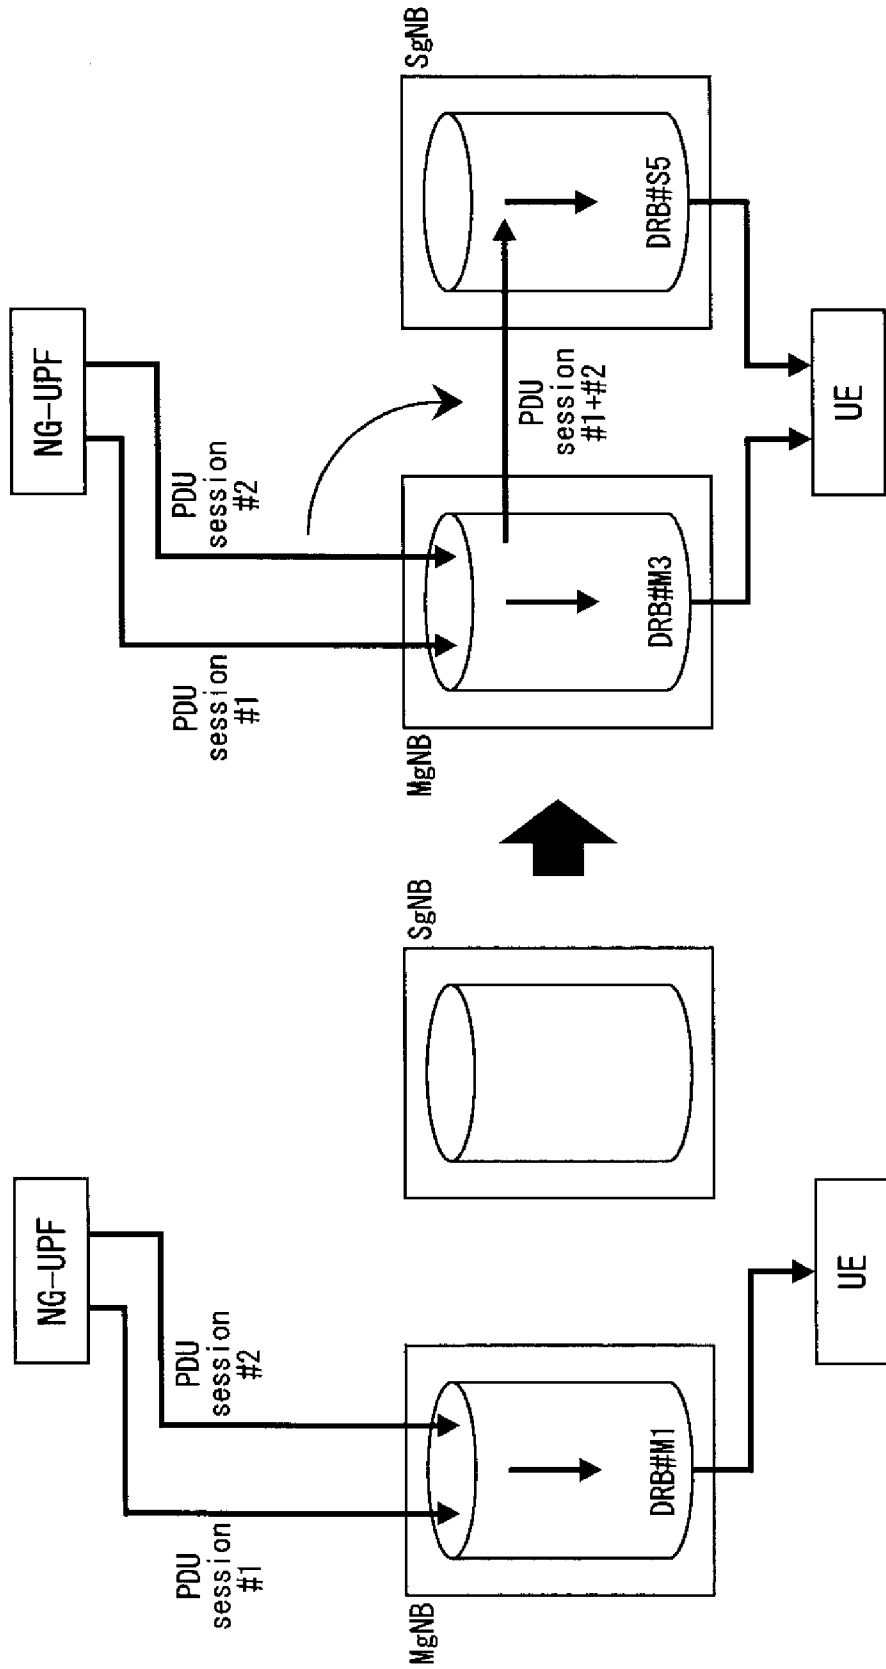 NG-UPF
PDU
session
#1
PDU
session
#2
MgNB
SgNB
DRB#M1
UE
NG-UPF
PDU
session
#1
PDU
session
#2
MgNB
SgNB
PDU
session
#1+#2
DRB#M3
DRB#S5
UE